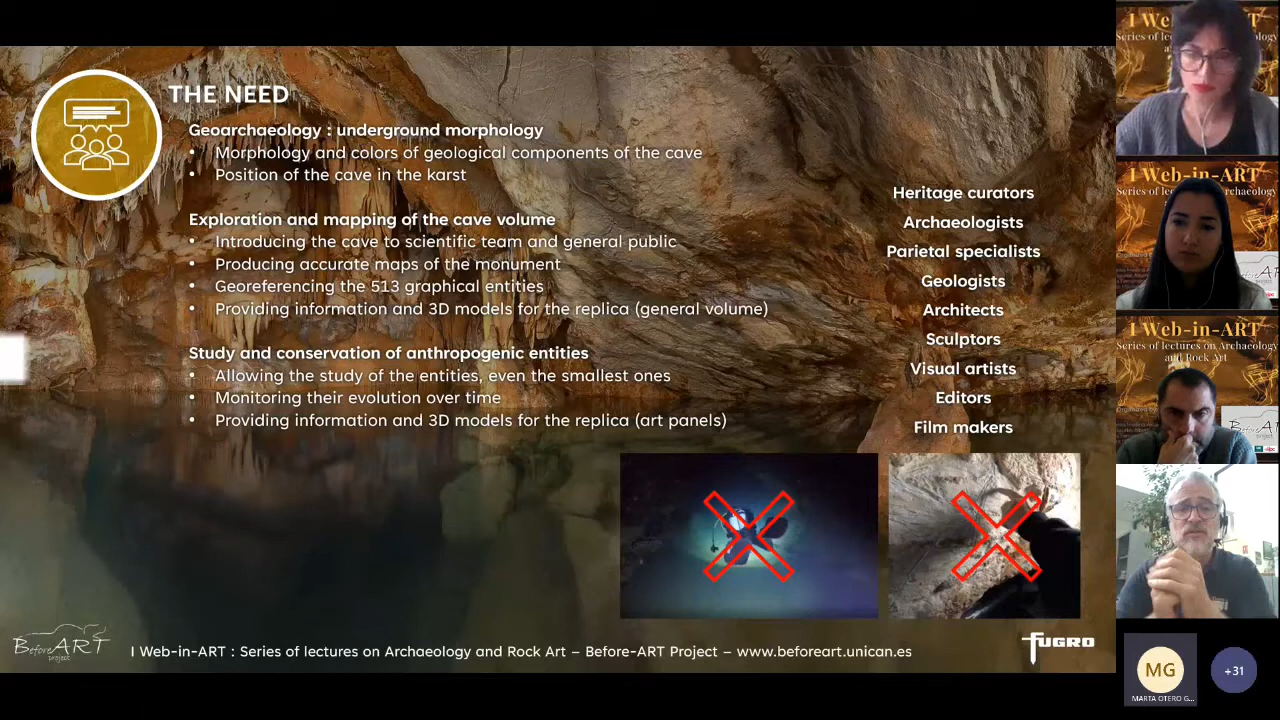 THE NEED
Geoarchaeology : underground morphology
• Morphology and colors of geological components of the cave
• Position of the cave in the karst
Exploration and mapping of the cave volume
• Introducing the cave to scientific team and general public
• Producing accurate maps of the monument
• Georeferencing the 513 graphical entities
• Providing information and 3D models for the replica (general volume)
Study and conservation of anthropogenic entities
• Allowing the study of the entities, even the smallest ones
• Monitoring their evolution over time
• Providing information and 3D models for the replica (art panels)
Heritage curators
Archaeologists
Parietal specialists
Geologists
Architects
Sculptors
Visual artists
Editors
Film makers
BeforeART
project
I Web-in-ART : Series of lectures on Archaeology and Rock Art – Before-ART Project – www.beforeart.unican.es
fUGRO
I Web-in-ART
Series of lectures on Archaeology
and Rock Art
MG
MARTA OTERO G...
+31